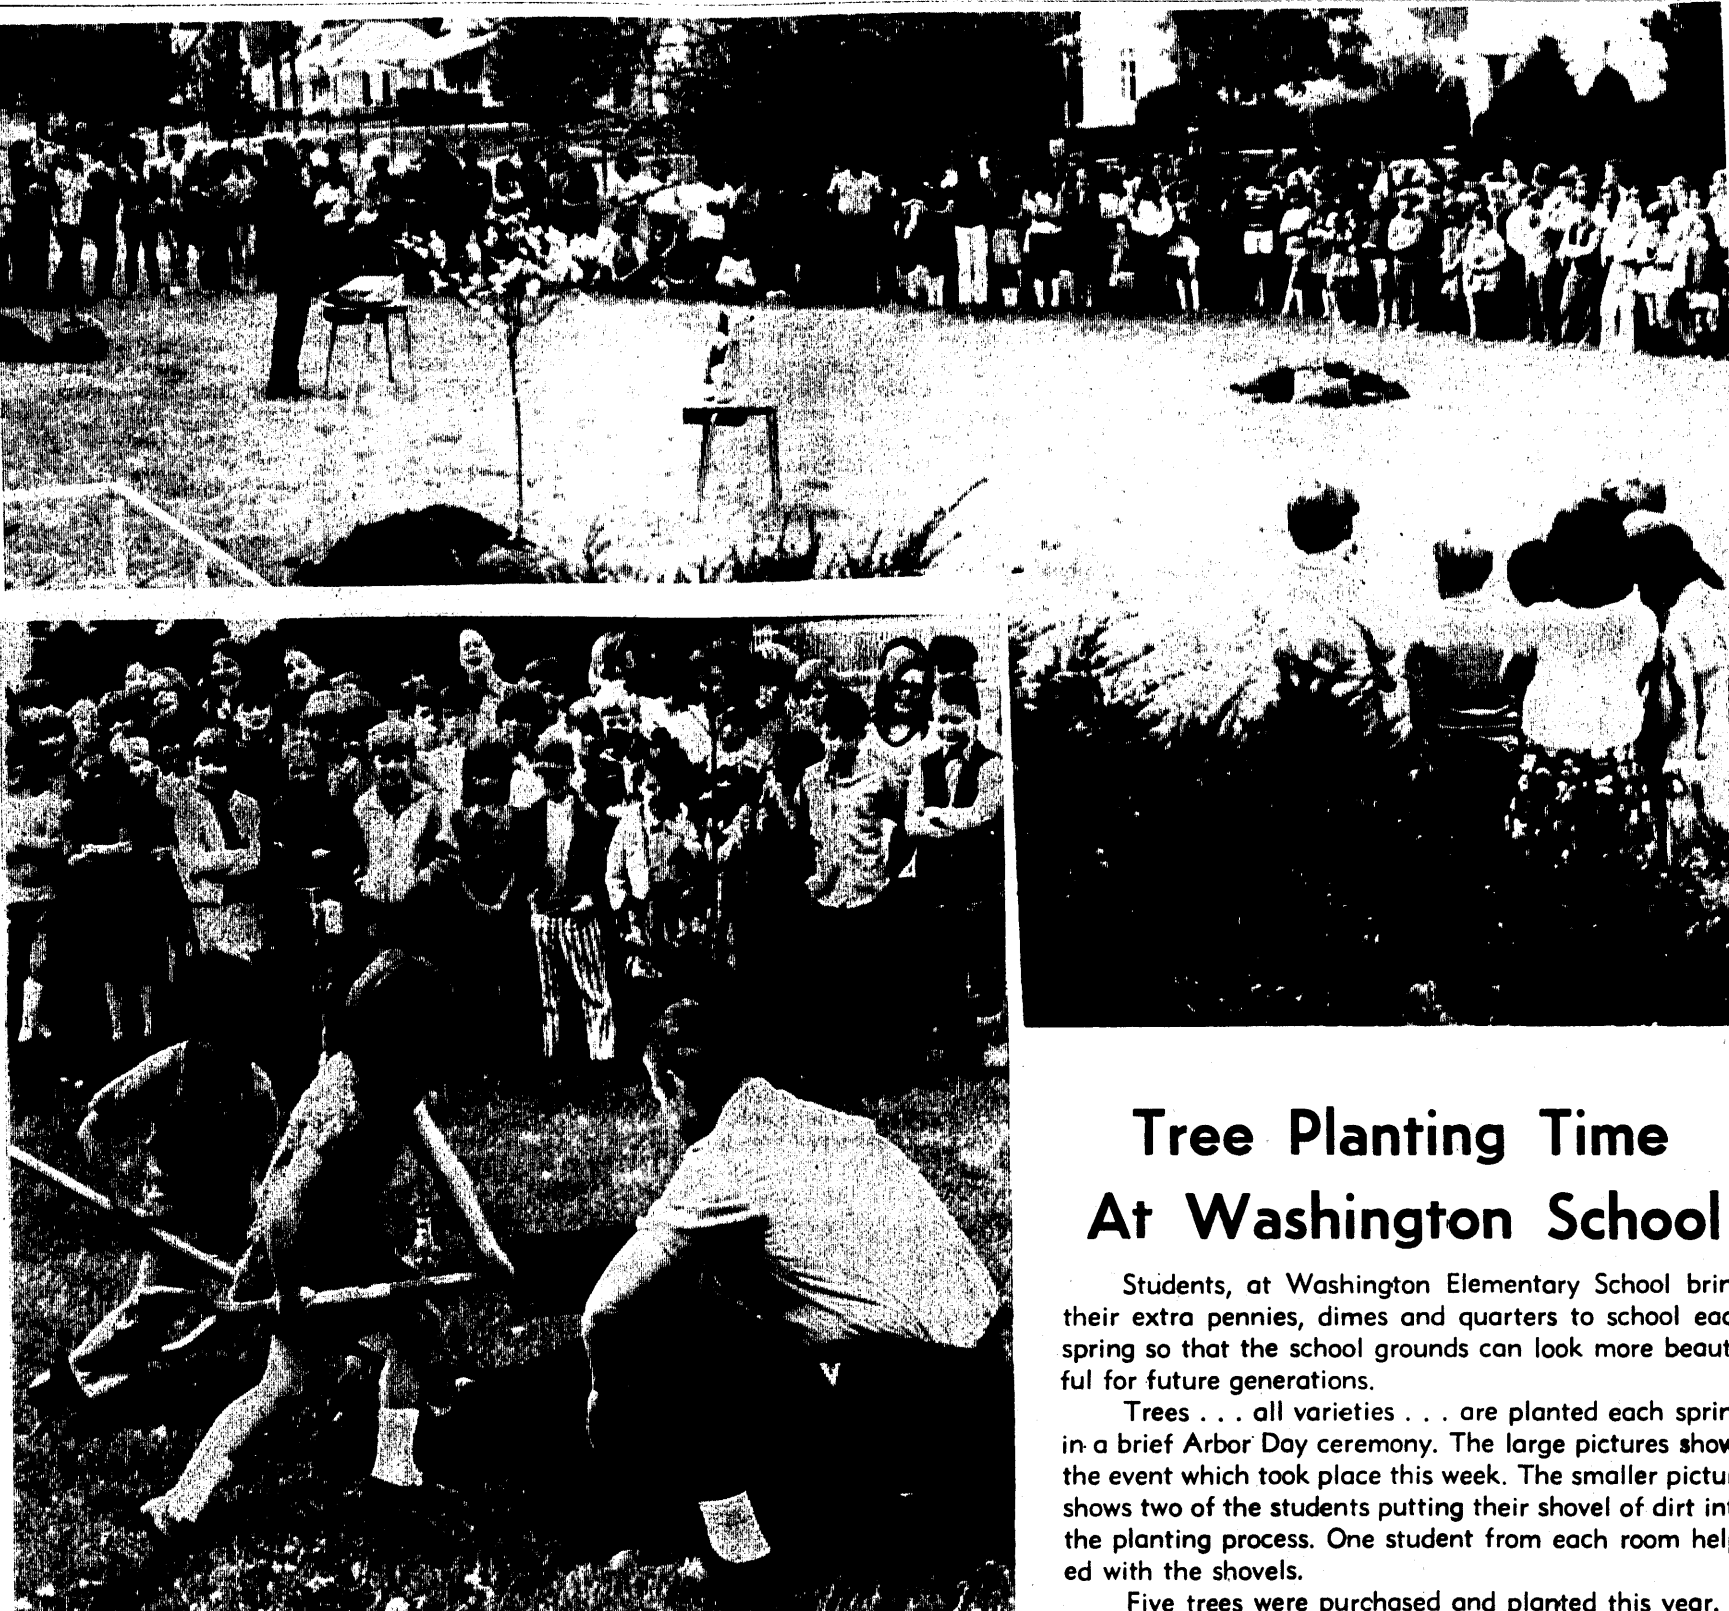 Tree Planting Time
At Washington School
Students, at Washington Elementary School brin
their extra pennies, dimes and quarters to school eac
spring so that the school grounds can look more beaut
ful for future generations.
Trees . . . all varieties . . . are planted each sprin
in a brief Arbor Day ceremony. The large pictures show
the event which took place this week. The smaller pictu
shows two of the students putting their shovel of dirt int
the planting process. One student from each room help
ed with the shovels.
Five trees were purchased and planted this year.